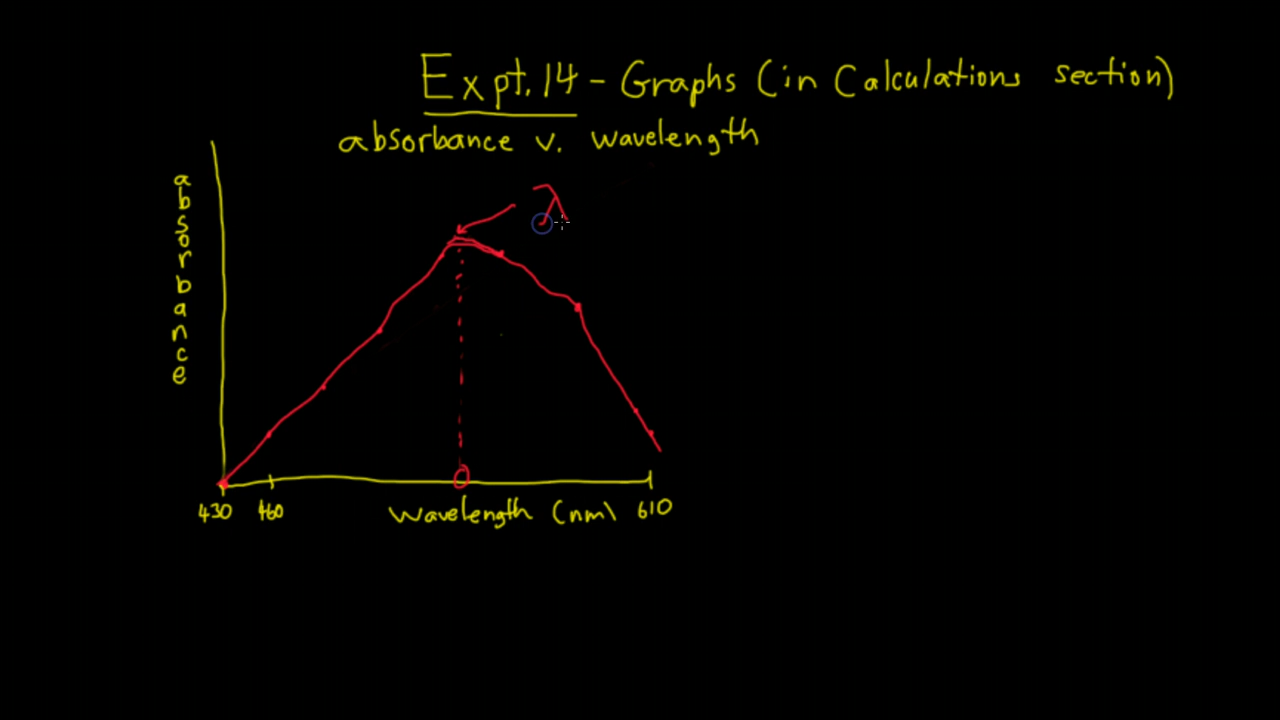 Expt. 14 - Graphs (in Calculations section)
absorbance v. wavelength
absorbance
λ
430 460 Wavelength (nm) 610